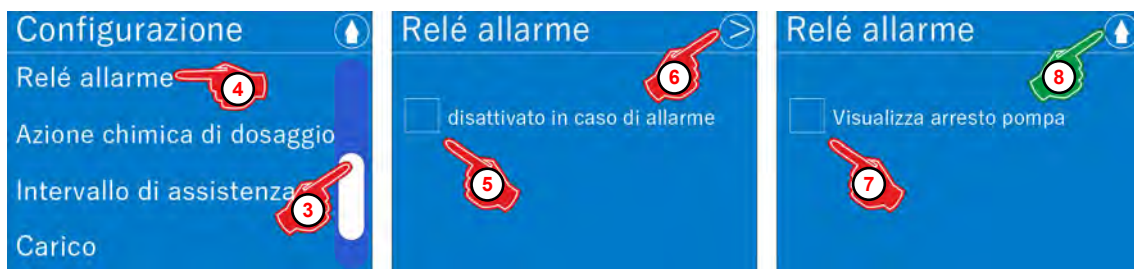 Configurazione
Relé allarme
4
Azione chimica di dosaggio
Intervallo di assistenza
3
Carico
Relé allarme
6
disattivato in caso di allarme
5
Relé allarme
8
Visualizza arresto pompa
7